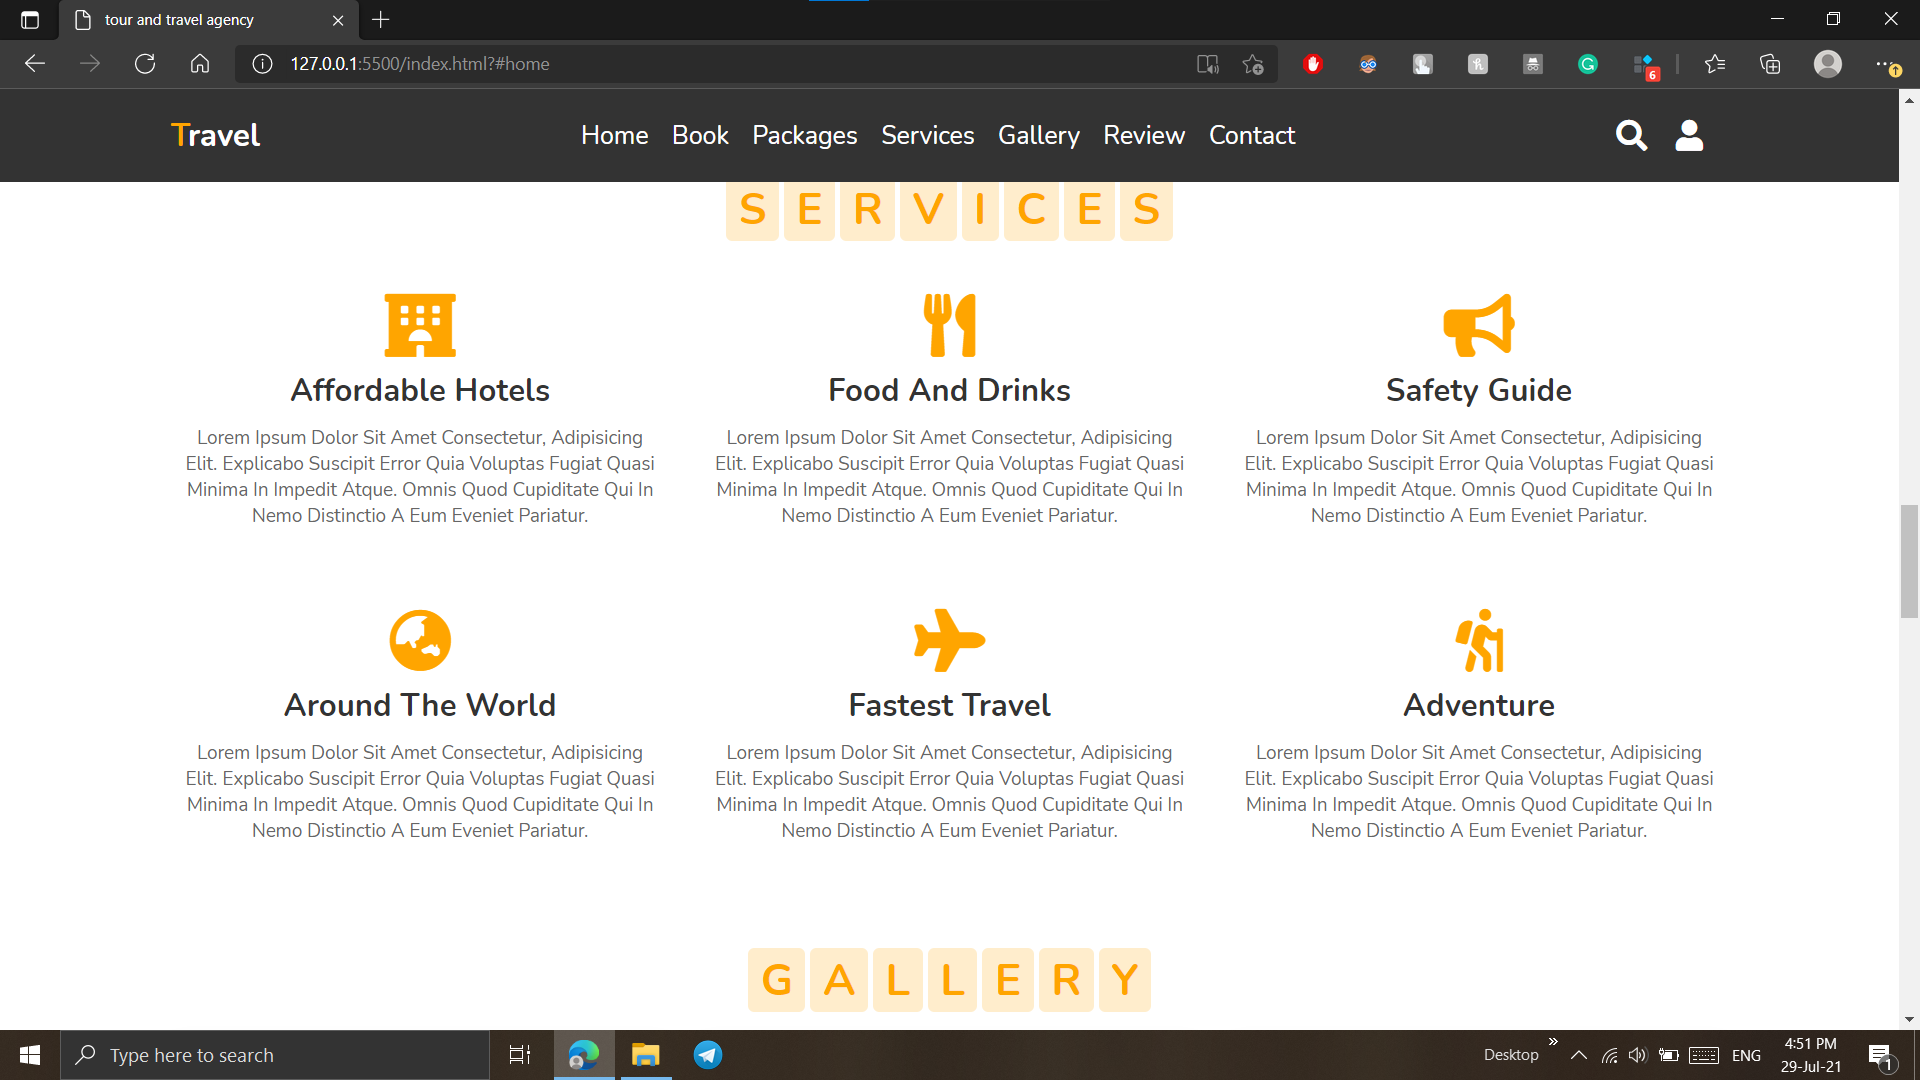 tour and travel agency
127.0.0.1:5500/index.html?#home
6
Travel
Home Book Packages Services Gallery Review Contact
SERVICES
Affordable Hotels
Lorem Ipsum Dolor Sit Amet Consectetur, Adipisicing
Elit. Explicabo Suscipit Error Quia Voluptas Fugiat Quasi
Minima In Impedit Atque. Omnis Quod Cupiditate Qui In
Nemo Distinctio A Eum Eveniet Pariatur.
Food And Drinks
Lorem Ipsum Dolor Sit Amet Consectetur, Adipisicing
Elit. Explicabo Suscipit Error Quia Voluptas Fugiat Quasi
Minima In Impedit Atque. Omnis Quod Cupiditate Qui In
Nemo Distinctio A Eum Eveniet Pariatur.
Safety Guide
Lorem Ipsum Dolor Sit Amet Consectetur, Adipisicing
Elit. Explicabo Suscipit Error Quia Voluptas Fugiat Quasi
Minima In Impedit Atque. Omnis Quod Cupiditate Qui In
Nemo Distinctio A Eum Eveniet Pariatur.
Around The World
Lorem Ipsum Dolor Sit Amet Consectetur, Adipisicing
Elit. Explicabo Suscipit Error Quia Voluptas Fugiat Quasi
Minima In Impedit Atque. Omnis Quod Cupiditate Qui In
Nemo Distinctio A Eum Eveniet Pariatur.
Fastest Travel
Lorem Ipsum Dolor Sit Amet Consectetur, Adipisicing
Elit. Explicabo Suscipit Error Quia Voluptas Fugiat Quasi
Minima In Impedit Atque. Omnis Quod Cupiditate Qui In
Nemo Distinctio A Eum Eveniet Pariatur.
Adventure
Lorem Ipsum Dolor Sit Amet Consectetur, Adipisicing
Elit. Explicabo Suscipit Error Quia Voluptas Fugiat Quasi
Minima In Impedit Atque. Omnis Quod Cupiditate Qui In
Nemo Distinctio A Eum Eveniet Pariatur.
GALLERY
Type here to search
Desktop
ENG
4:51 PM
29-Jul-21
1